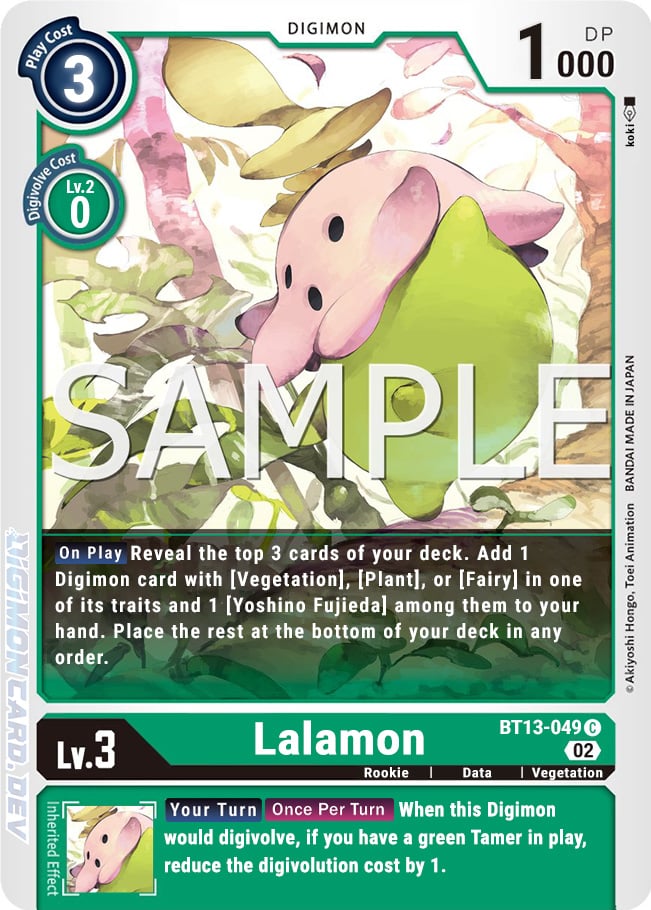 DIGIMON
Play Cost
3
1000
DP
Digivolve Cost
Lv.2
0
koki
SAMPLE
© Akiyoshi Hongo, Toei Animation BANDAI MADE IN JAPAN
On Play Reveal the top 3 cards of your deck. Add 1
Digimon card with [Vegetation], [Plant], or [Fairy] in one
of its traits and 1 [Yoshino Fujieda] among them to your
hand. Place the rest at the bottom of your deck in any
order.
DIGIMONCARD.DEV
Lv.3
Lalamon
BT13-049 C
02
Rookie | Data | Vegetation
Inherited Effect
Your Turn Once Per Turn When this Digimon
would digivolve, if you have a green Tamer in play,
reduce the digivolution cost by 1.